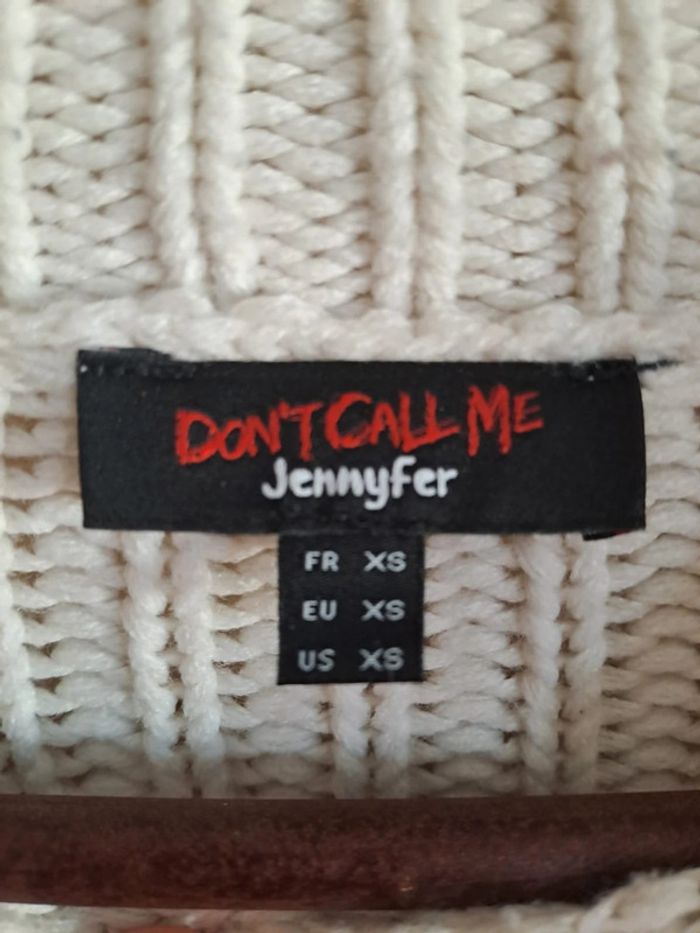 DON'T CALL ME
Jennyfer
FR XS
EU XS
US XS